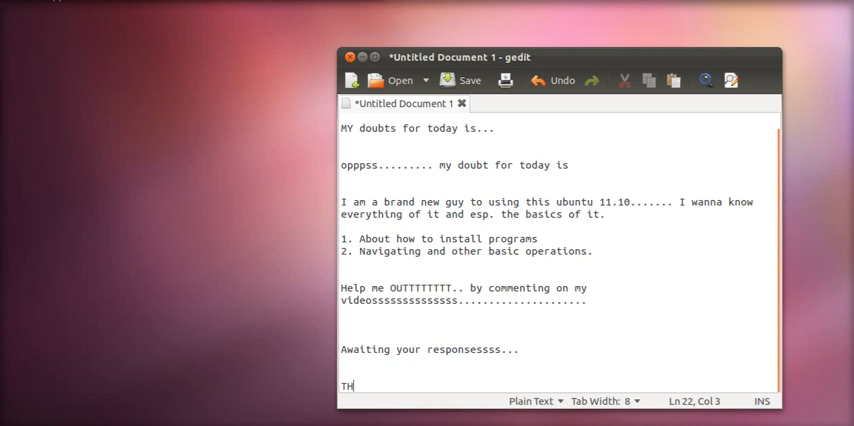 *Untitled Document 1 - gedit
Open Save Undo
*Untitled Document 1
MY doubts for today is...
opppss......... my doubt for today is
I am a brand new guy to using this ubuntu 11.10....... I wanna know
everything of it and esp. the basics of it.
1. About how to install programs
2. Navigating and other basic operations.
Help me OUTTTTTTTT.. by commenting on my
videossssssssssssss.....................
Awaiting your responsessss...
TH
Plain Text Tab Width: 8 Ln 22, Col 3 INS